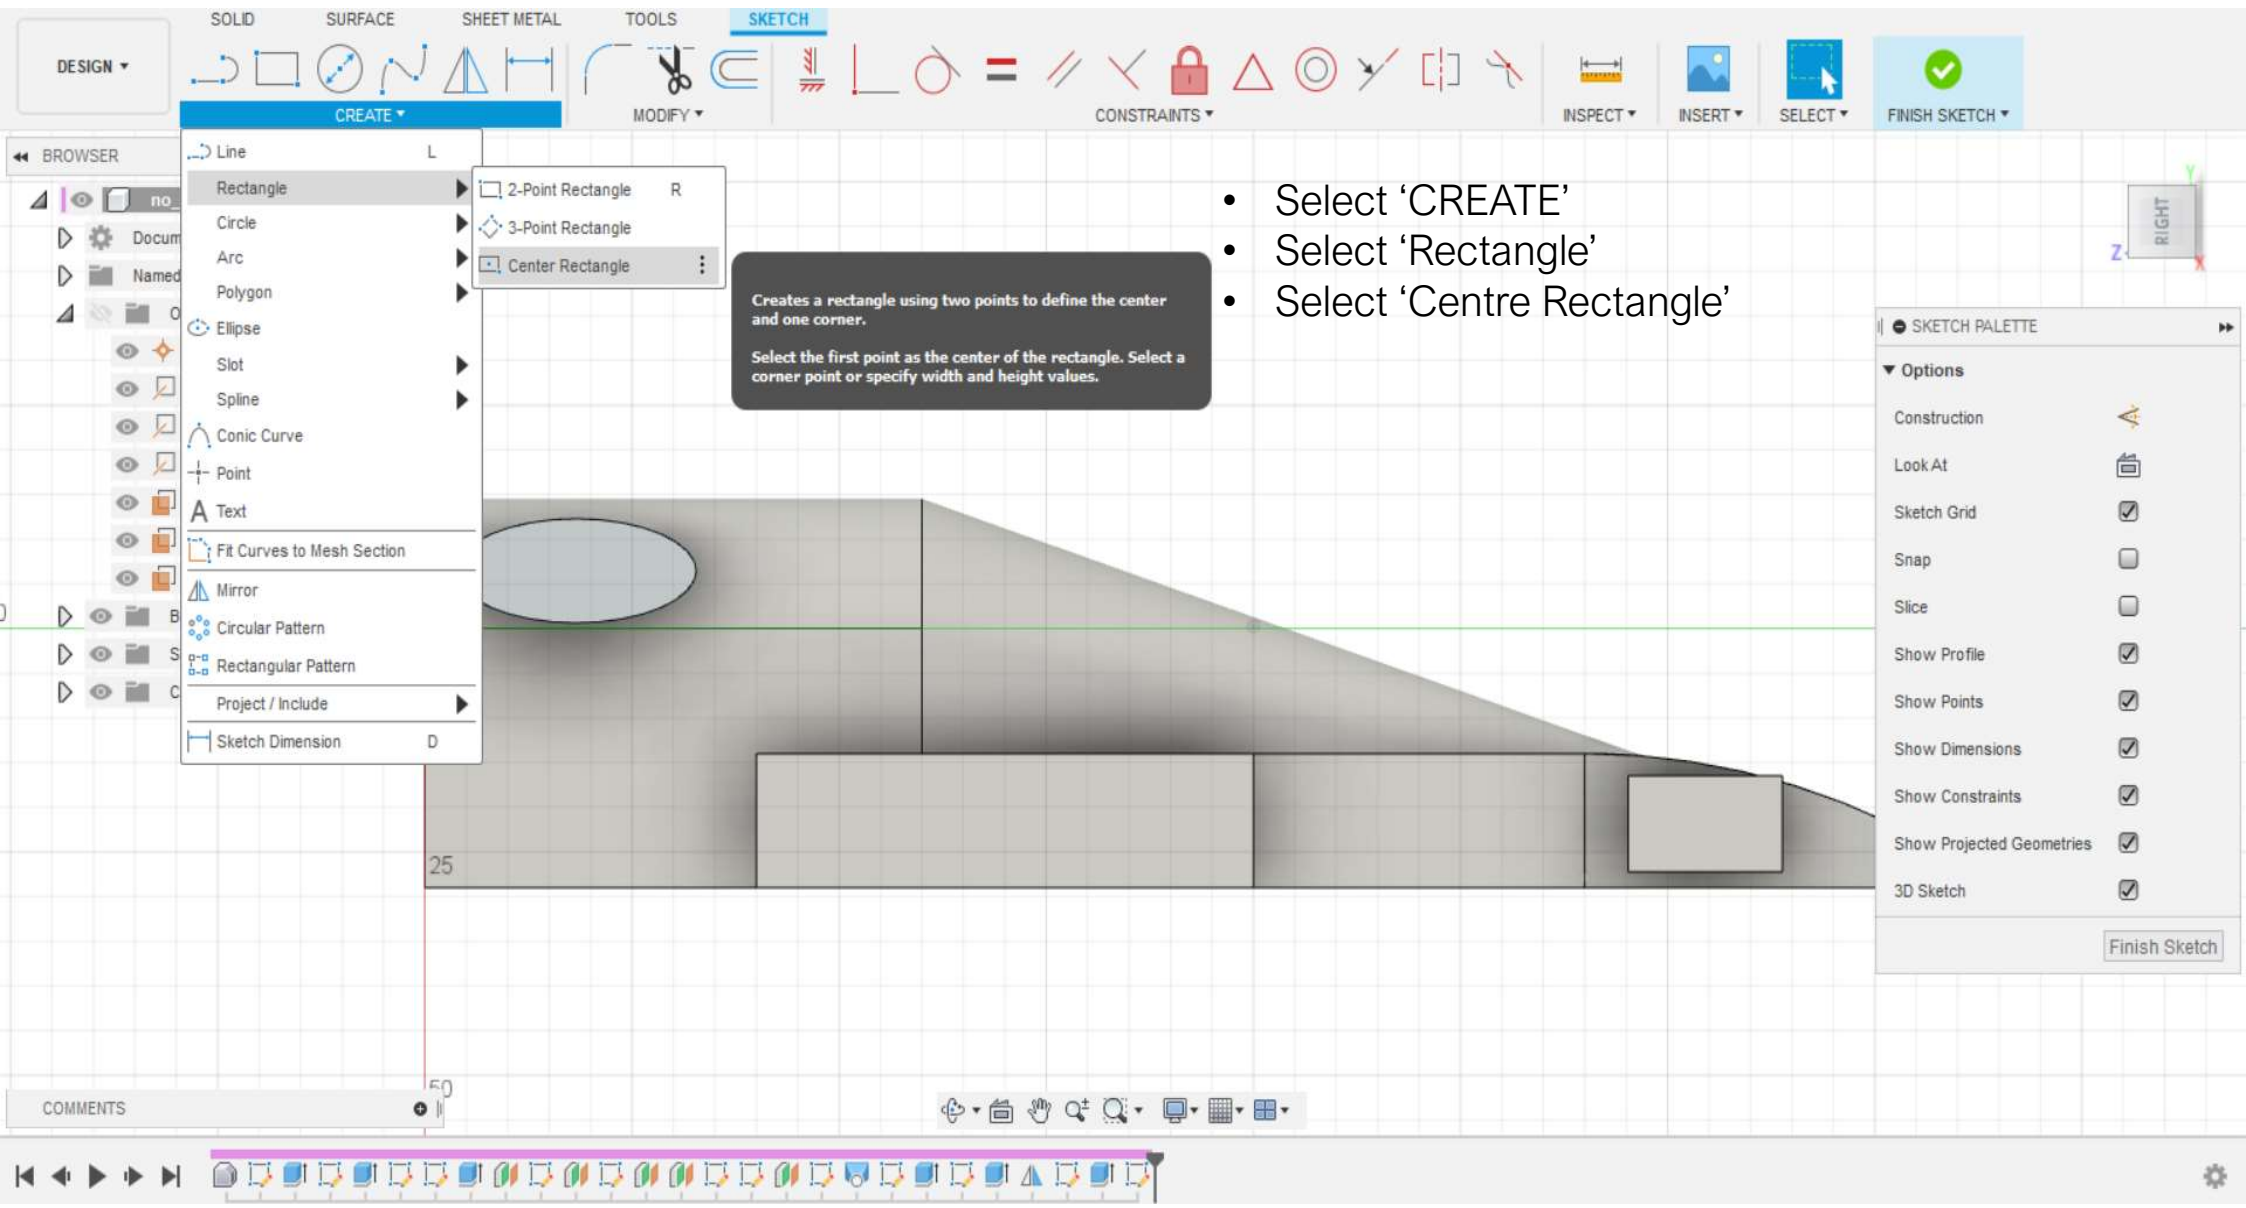 SOLID SURFACE SHEET METAL TOOLS SKETCH
DESIGN ▾
CREATE ▾ MODIFY ▾ CONSTRAINTS ▾ INSPECT ▾ INSERT ▾ SELECT ▾ FINISH SKETCH ▾
BROWSER
no_
Docum
Named
O
B
S
C
Line L
Rectangle
Circle
Arc
Polygon
Ellipse
Slot
Spline
Conic Curve
Point
Text
Fit Curves to Mesh Section
Mirror
Circular Pattern
Rectangular Pattern
Project / Include
Sketch Dimension D
2-Point Rectangle R
3-Point Rectangle
Center Rectangle
Creates a rectangle using two points to define the center
and one corner.
Select the first point as the center of the rectangle. Select a
corner point or specify width and height values.
• Select ‘CREATE’
• Select ‘Rectangle’
• Select ‘Centre Rectangle’
Y
RIGHT
Z
X
SKETCH PALETTE
▼ Options
Construction
Look At
Sketch Grid
Snap
Slice
Show Profile
Show Points
Show Dimensions
Show Constraints
Show Projected Geometries
3D Sketch
Finish Sketch
25
50
COMMENTS